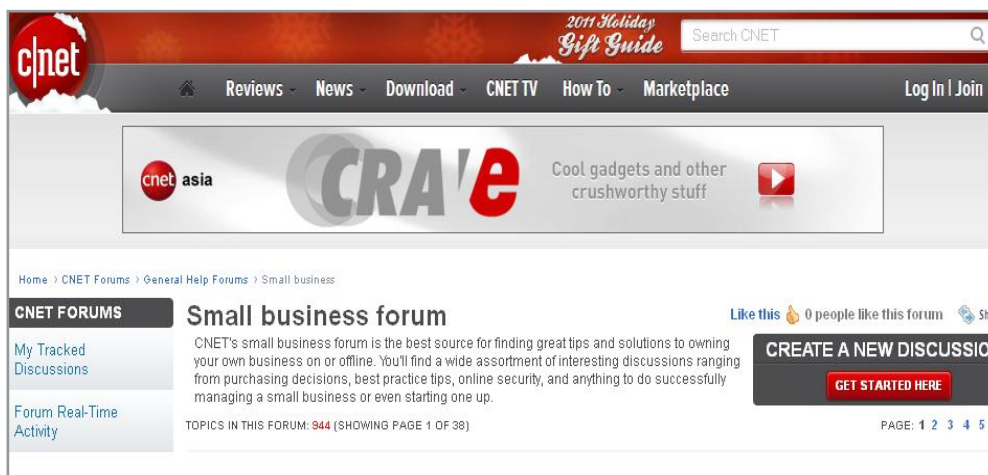 2011 Holiday
Gift Guide
Search CNET
c|net
Reviews
News
Download
CNET TV
How To
Marketplace
Log In | Join
cnet asia
CRAVE
Cool gadgets and other
crushworthy stuff
Home > CNET Forums > General Help Forums > Small business
CNET FORUMS
My Tracked
Discussions
Forum Real-Time
Activity
Small business forum
Like this 0 people like this forum Sh
CNET's small business forum is the best source for finding great tips and solutions to owning
your own business on or offline. You'll find a wide assortment of interesting discussions ranging
from purchasing decisions, best practice tips, online security, and anything to do successfully
managing a small business or even starting one up.
CREATE A NEW DISCUSSIO
GET STARTED HERE
TOPICS IN THIS FORUM: 944 (SHOWING PAGE 1 OF 38)
PAGE: 1 2 3 4 5